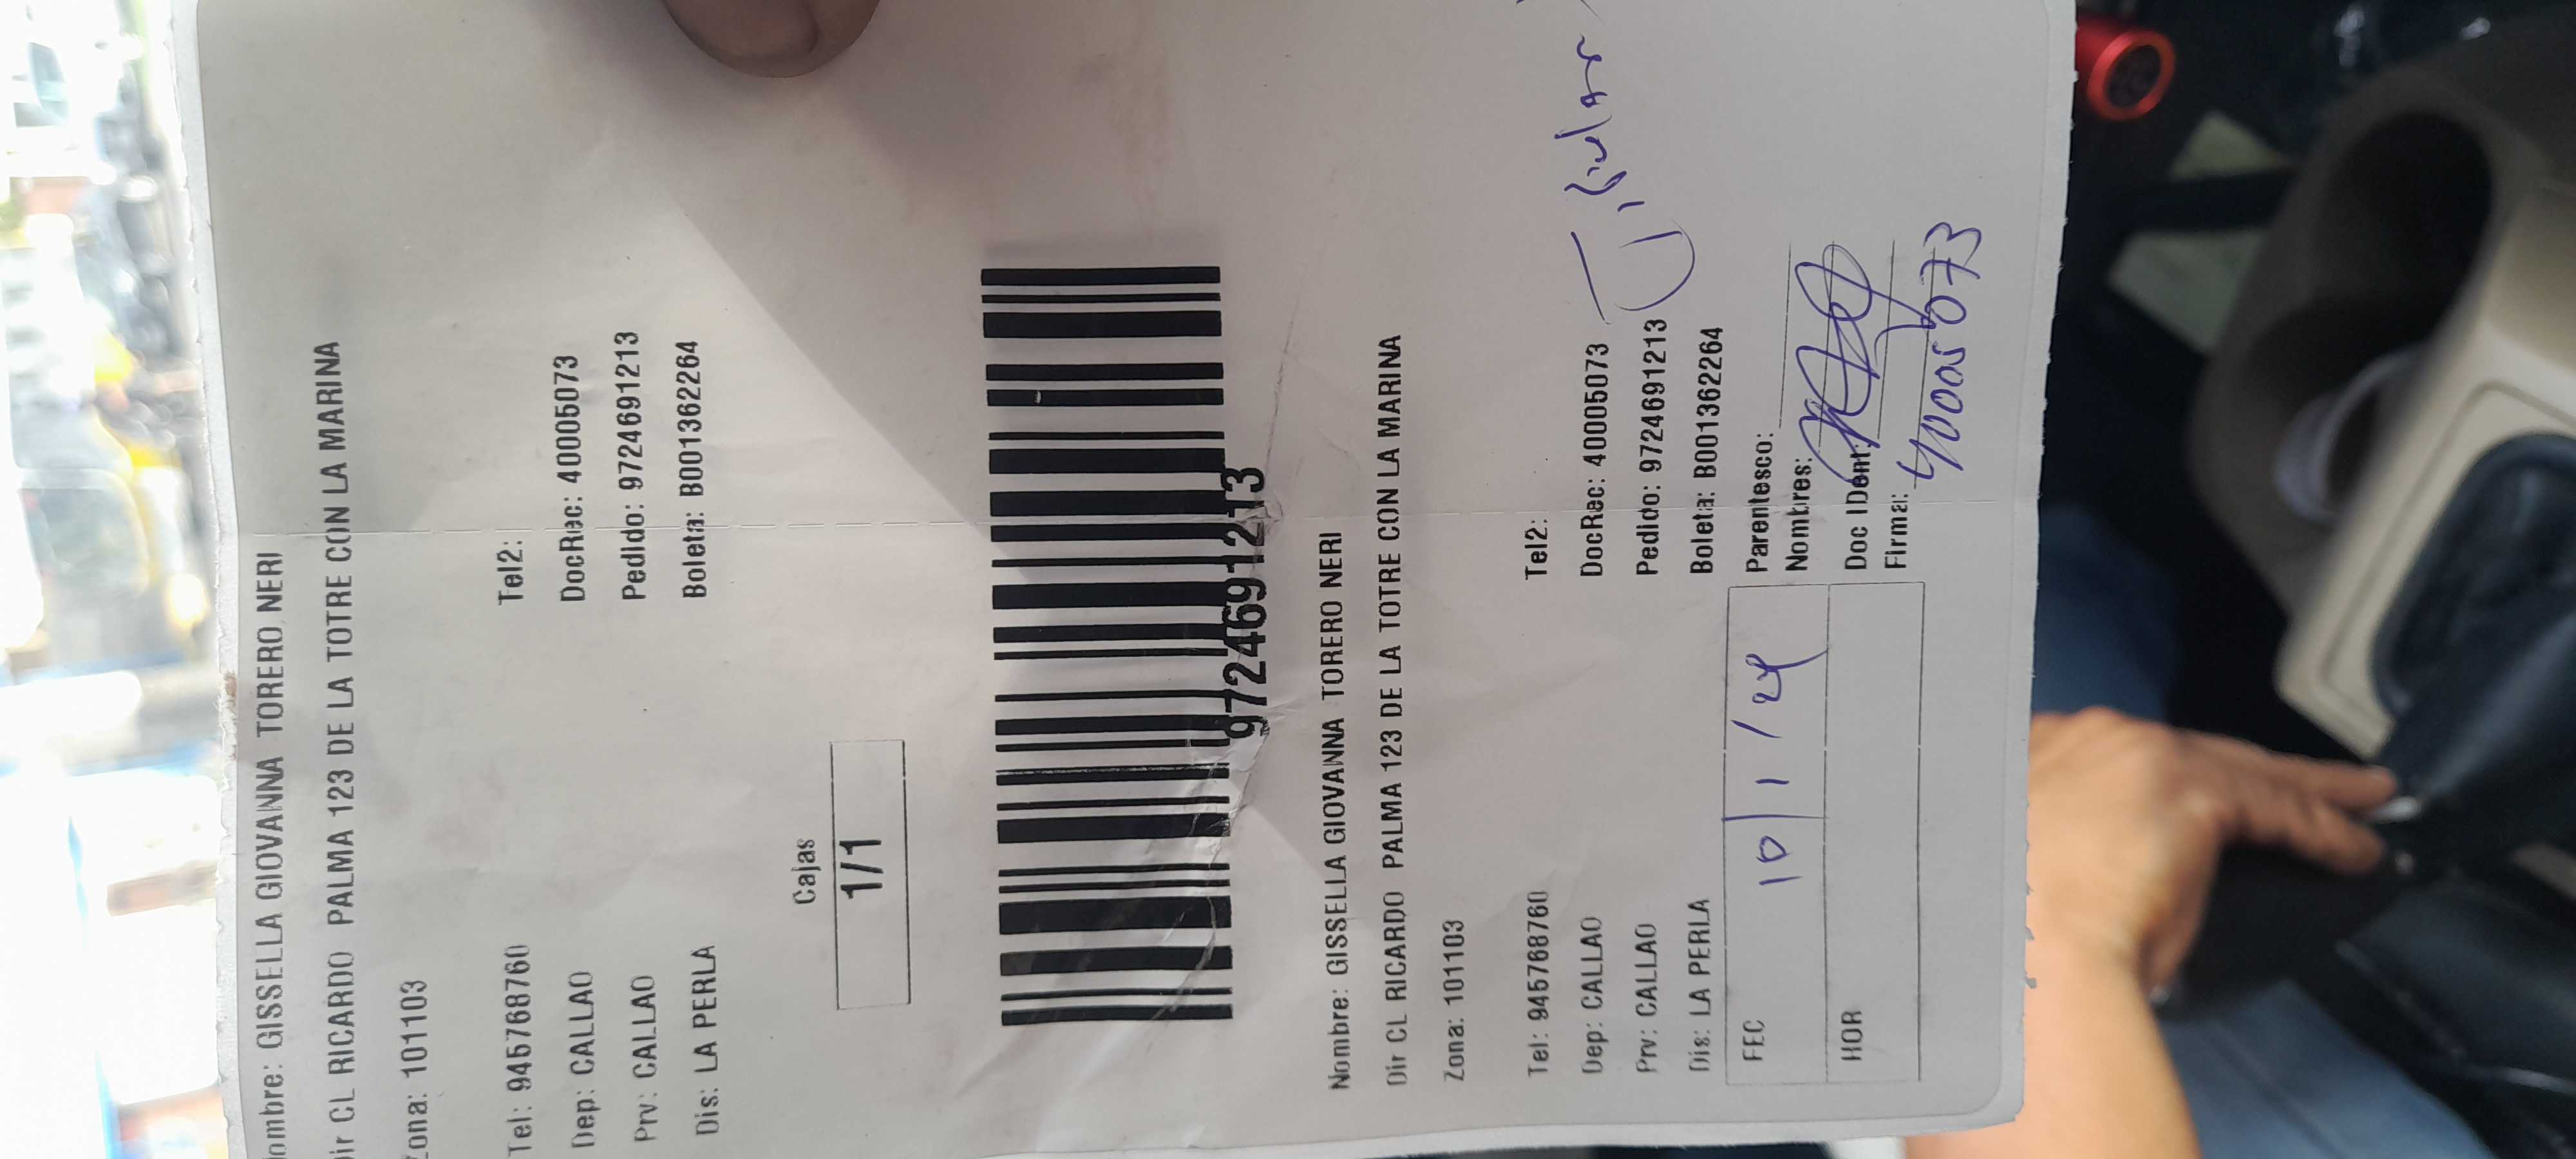 ombre: GISSELLA GIOVANNA TORERO NERI
Dir CL RICARDO PALMA 123 DE LA TOTRE CON LA MARINA
Zona: 101103
Tel: 945768760 Tel2:
Dep: CALLAO DocRec: 40005073
Prv: CALLAO Pedido: 9724691213
Dis: LA PERLA Boleta: B001362264
Cajas
1/1
9724691213
Nombre: GISSELLA GIOVANNA TORERO NERI
Dir CL RICARDO PALMA 123 DE LA TOTRE CON LA MARINA
Zona: 101103
Tel: 945768760 Tel2:
Dep: CALLAO DocRec: 40005073
Titular
Prv: CALLAO Pedido: 9724691213
Dis: LA PERLA Boleta: B001362264
FEC 10/1/24 Parentesco:
Nombres:
HOR Doc IDent:
Firma: 40005073